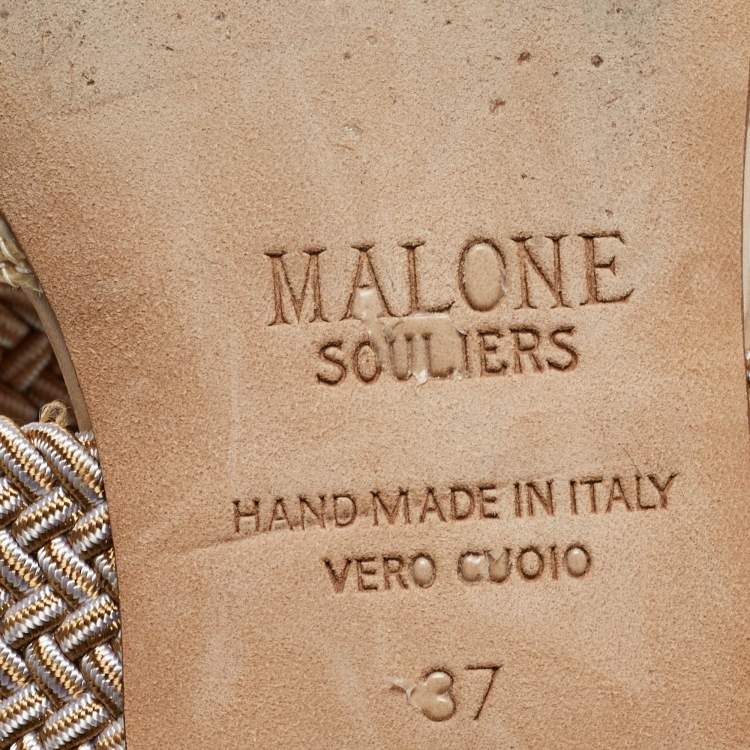 MALONE
SOULIERS
HAND MADE IN ITALY
VERO CUOIO
37